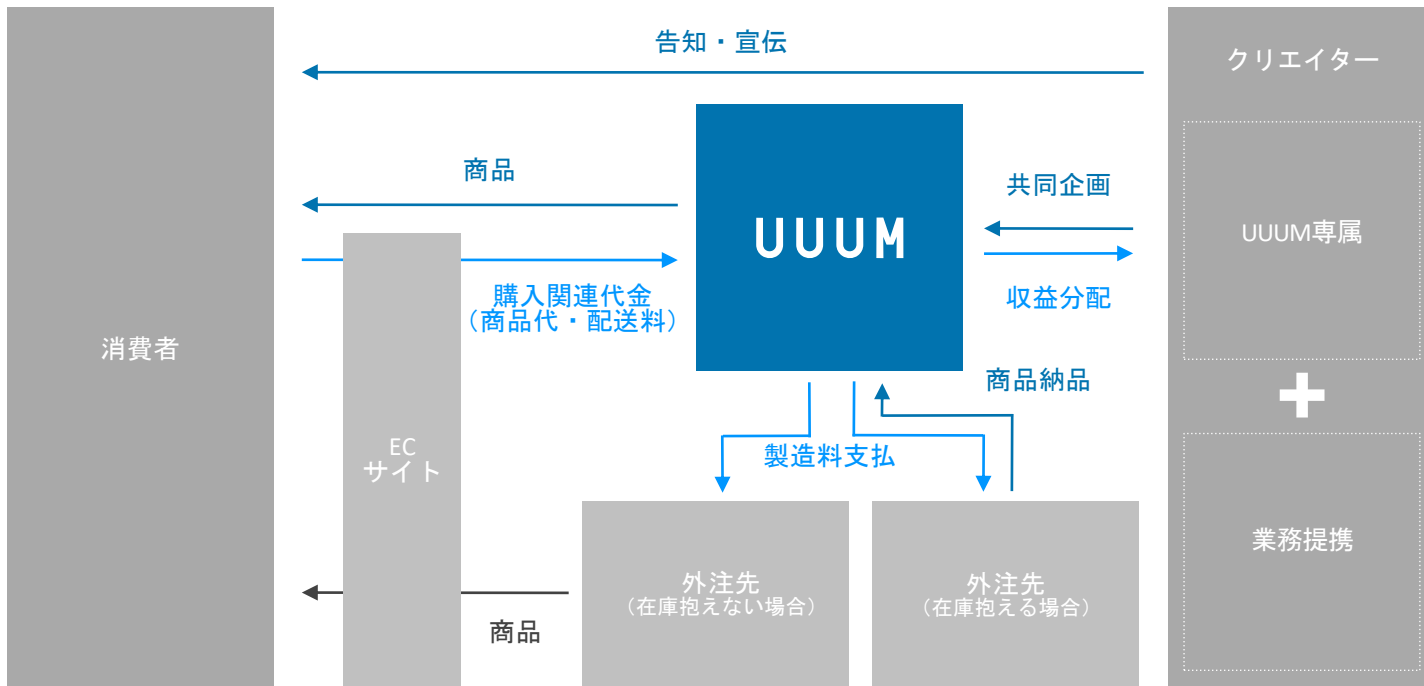 告知・宣伝
クリエイター
商品
共同企画
UUUM
UUUM専属
購入関連代金
（商品代・配送料）
収益分配
消費者
商品納品
EC
サイト
製造料支払
業務提携
外注先
（在庫抱えない場合）
外注先
（在庫抱える場合）
商品